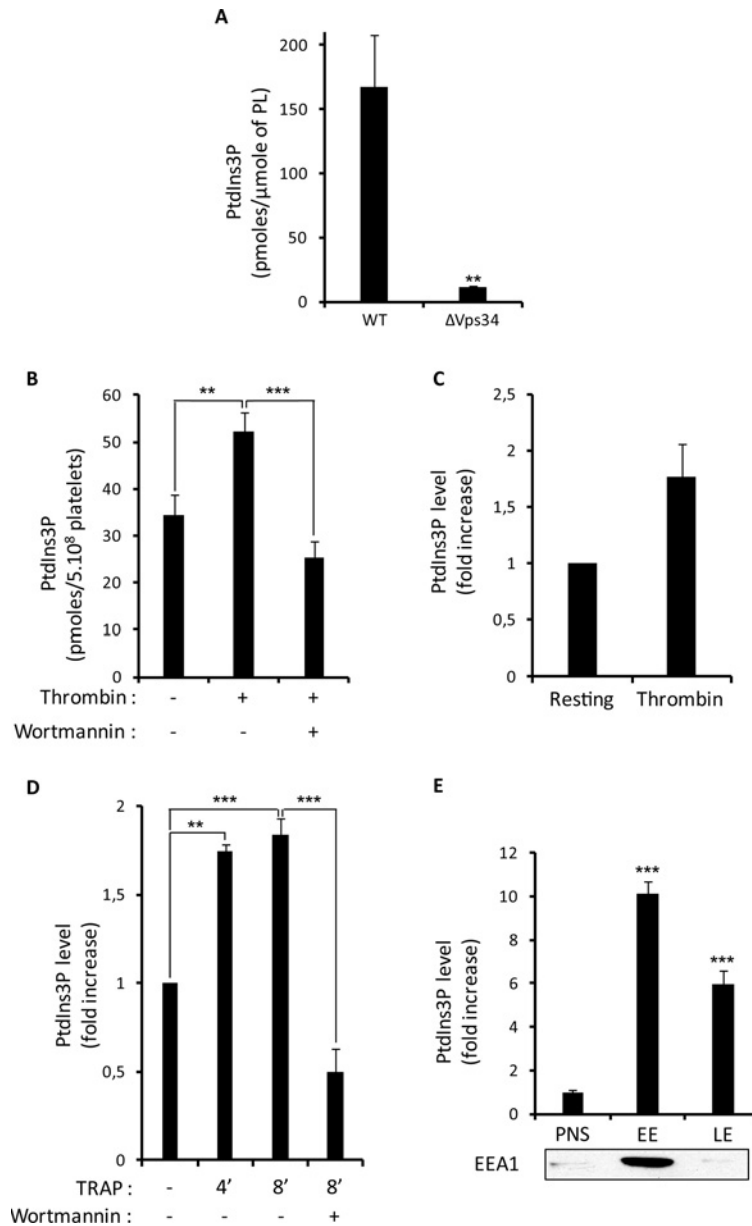 A
PtdIns3P
(pmoles/µmole of PL)
200
150
100
50
0
**
WT
ΔVps34
B
PtdIns3P
(pmoles/5.10⁸ platelets)
60
50
40
30
20
10
0
** ***
Thrombin : - + +
Wortmannin : - - +
C
PtdIns3P level
(fold increase)
2,5
2
1,5
1
0,5
0
Resting Thrombin
D
PtdIns3P level
(fold increase)
2
1,5
1
0,5
0
*** ***
**
TRAP : - 4’ 8’ 8’
Wortmannin : - - - +
E
PtdIns3P level
(fold increase)
12
10
8
6
4
2
0
***
***
PNS EE LE
EEA1